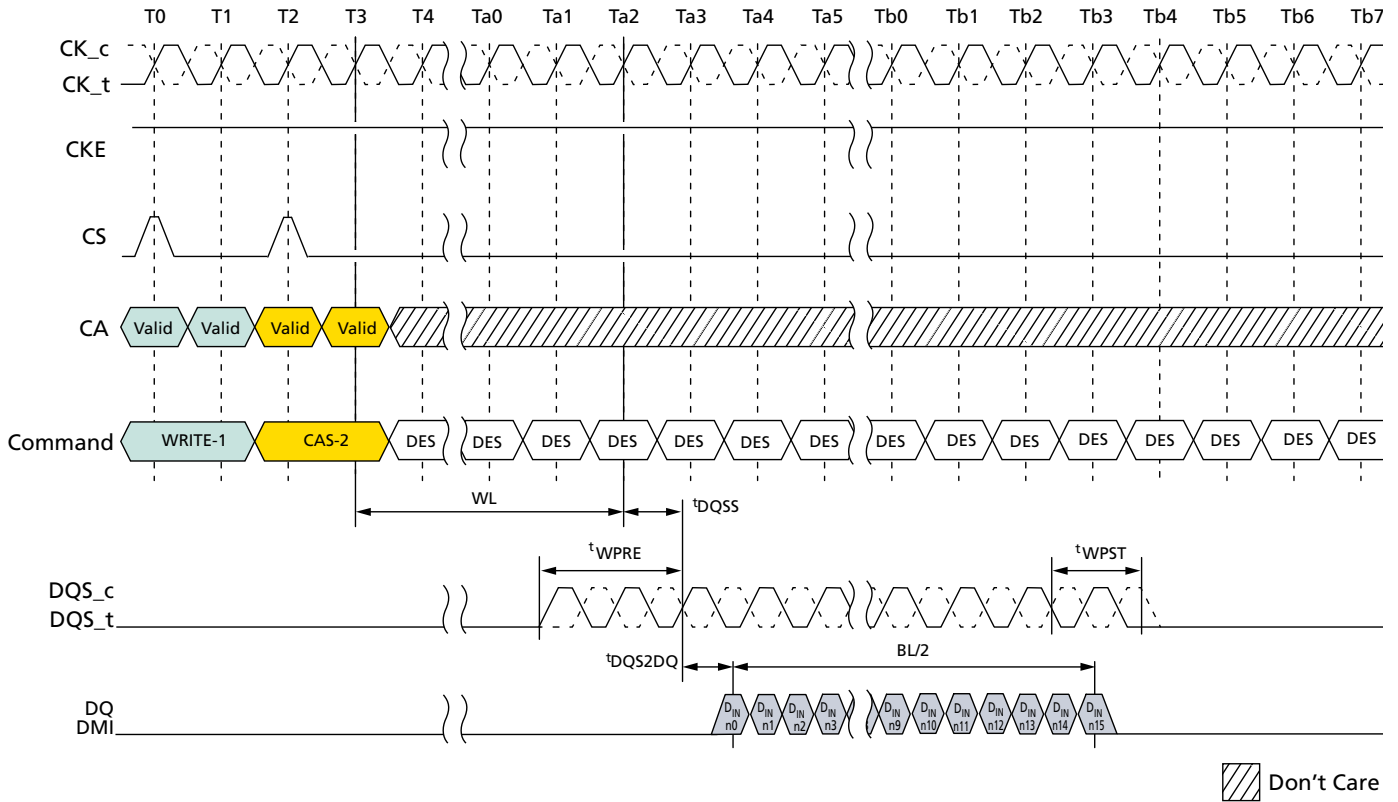 T0 T1 T2 T3 T4 Ta0 Ta1 Ta2 Ta3 Ta4 Ta5 Tb0 Tb1 Tb2 Tb3 Tb4 Tb5 Tb6 Tb7
CK_c
CK_t
CKE
CS
CA Valid Valid Valid Valid
Command WRITE-1 CAS-2 DES DES DES DES DES DES DES DES DES DES DES DES DES DES DES
WL tDQSS
tWPRE tWPST
DQS_c
DQS_t
tDQS2DQ BL/2
DQ
DMI
DIN n0 DIN n1 DIN n2 DIN n3 DIN n9 DIN n10 DIN n11 DIN n12 DIN n13 DIN n14 DIN n15
Don't Care